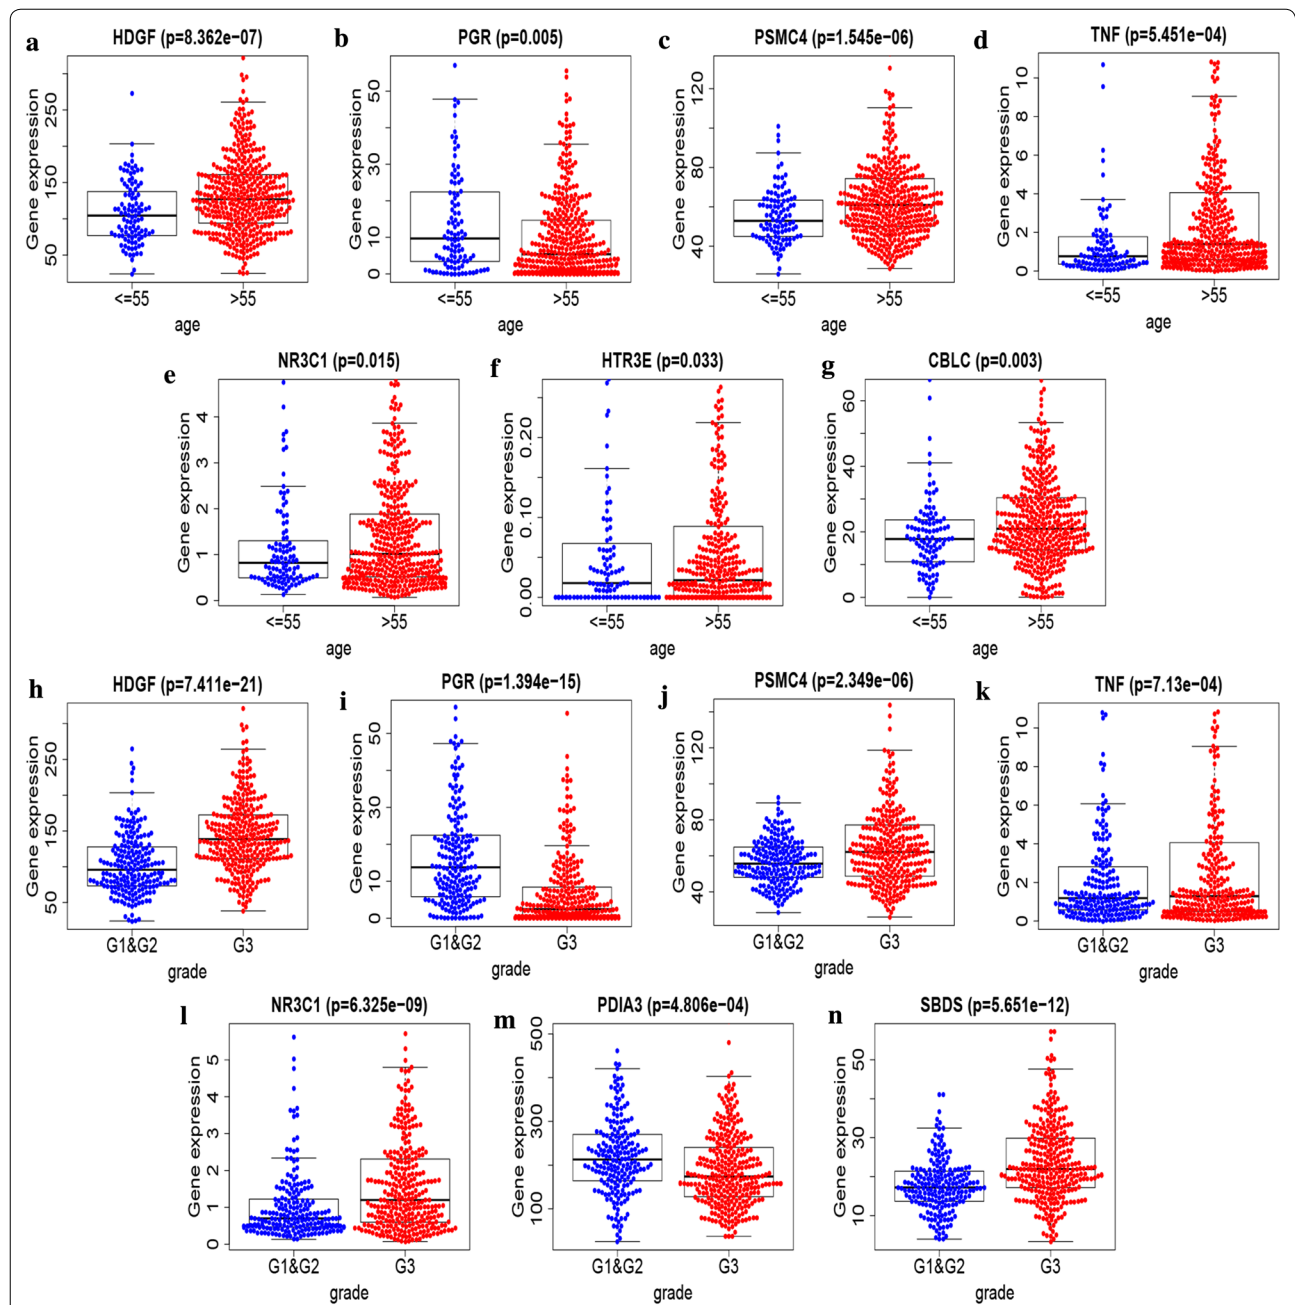 a HDGF (p=8.362e−07)
Gene expression
50 150 250
<=55 >55
age
b PGR (p=0.005)
Gene expression
0 10 30 50
<=55 >55
age
c PSMC4 (p=1.545e−06)
Gene expression
40 80 120
<=55 >55
age
d TNF (p=5.451e−04)
Gene expression
0 2 4 6 8 10
<=55 >55
age
e NR3C1 (p=0.015)
Gene expression
0 1 2 3 4
<=55 >55
age
f HTR3E (p=0.033)
Gene expression
0.00 0.10 0.20
<=55 >55
age
g CBLC (p=0.003)
Gene expression
0 20 40 60
<=55 >55
age
h HDGF (p=7.411e−21)
Gene expression
50 150 250
G1&G2 G3
grade
i PGR (p=1.394e−15)
Gene expression
0 10 30 50
G1&G2 G3
grade
j PSMC4 (p=2.349e−06)
Gene expression
40 80 120
G1&G2 G3
grade
k TNF (p=7.13e−04)
Gene expression
0 2 4 6 8 10
G1&G2 G3
grade
l NR3C1 (p=6.325e−09)
Gene expression
0 1 2 3 4 5
G1&G2 G3
grade
m PDIA3 (p=4.806e−04)
Gene expression
100 300 500
G1&G2 G3
grade
n SBDS (p=5.651e−12)
Gene expression
10 30 50
G1&G2 G3
grade